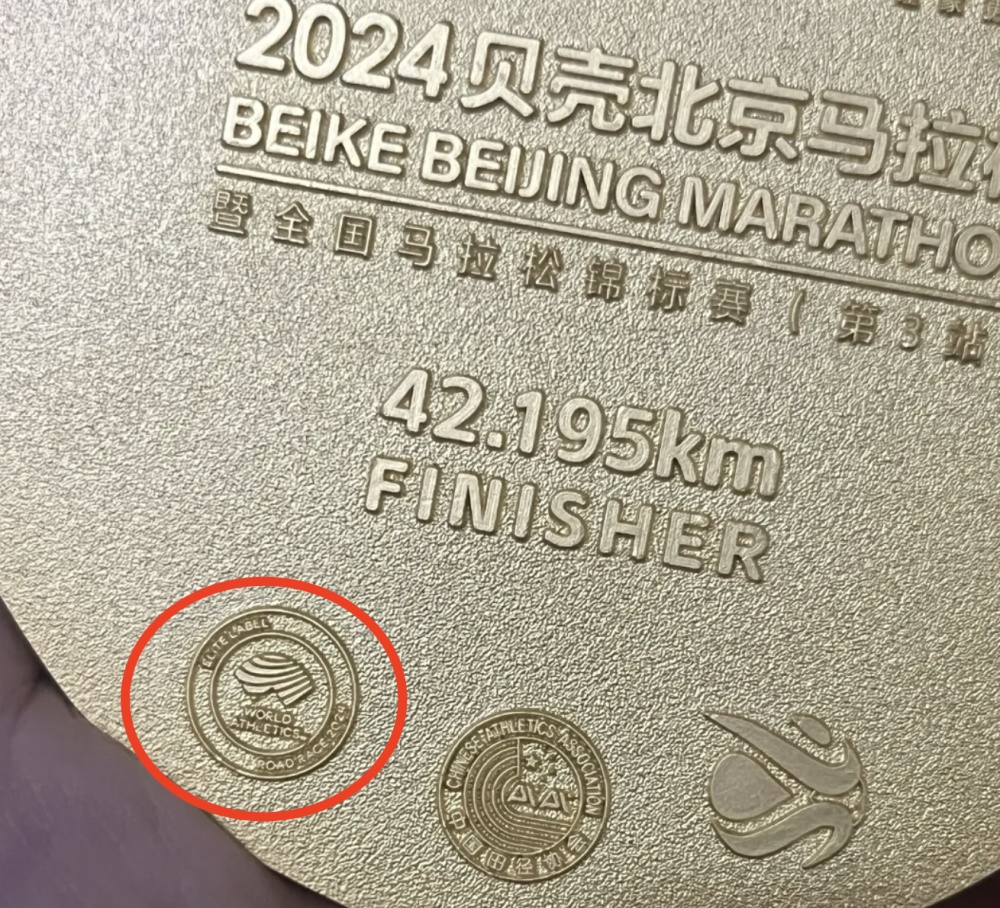 2024贝壳北京马拉
BEIKE BEIJING MARATHO
暨全国马拉松锦标赛(第3站
42.195km
FINISHER
ELITE LABEL
WORLD
ATHLETICS
ROAD RACE
CHINESE ATHLETICS ASSOCIATION
中国田径协会